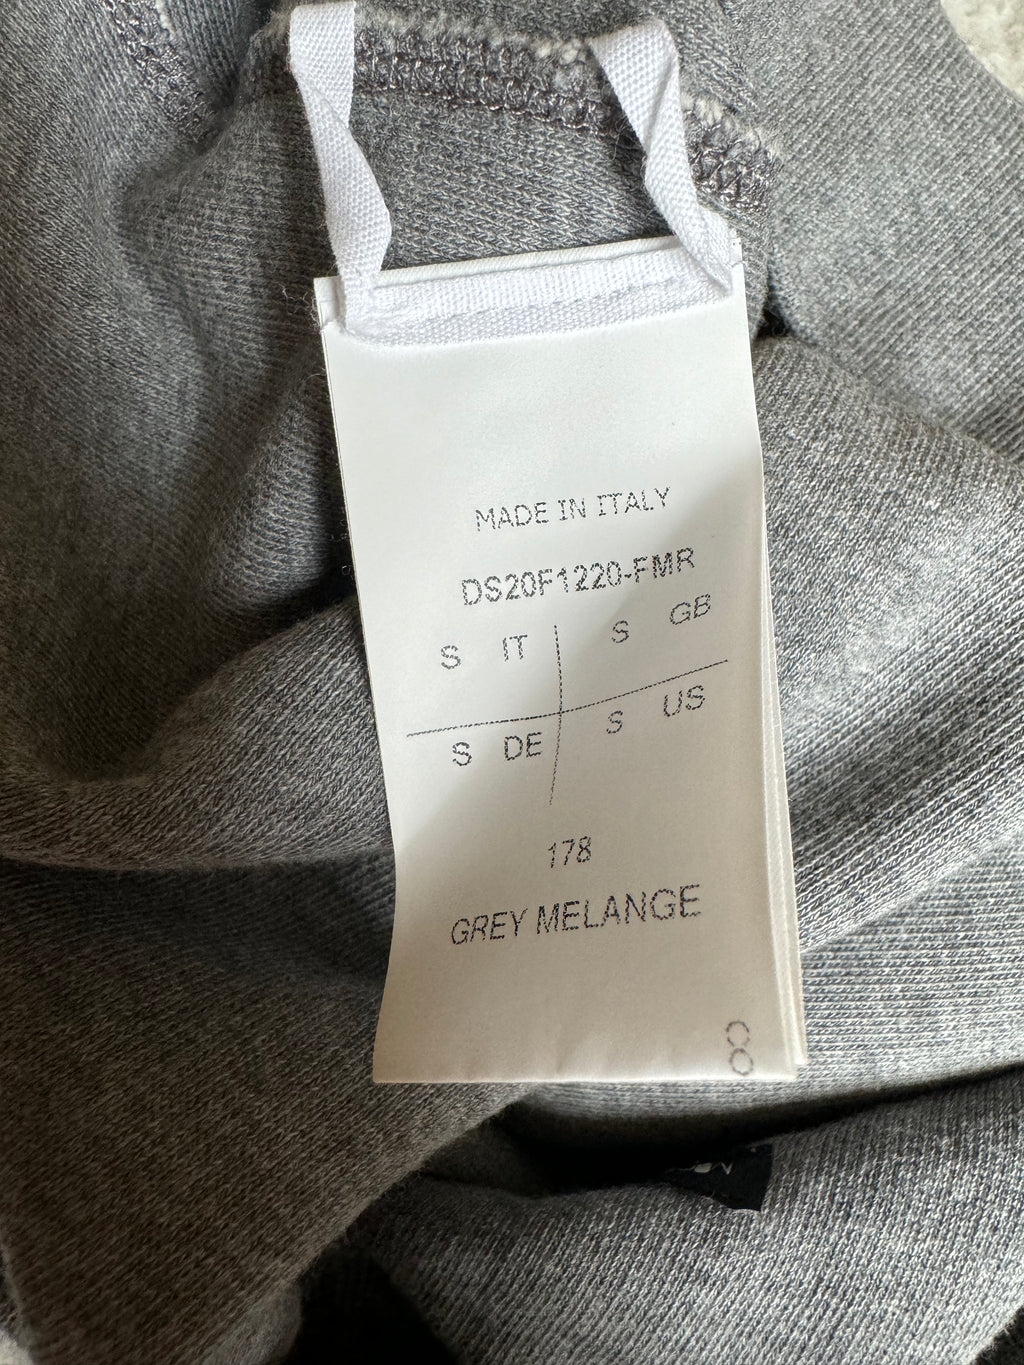 MADE IN ITALY
DS20F1220-FMR
S IT S GB
S DE S US
178
GREY MELANGE
8